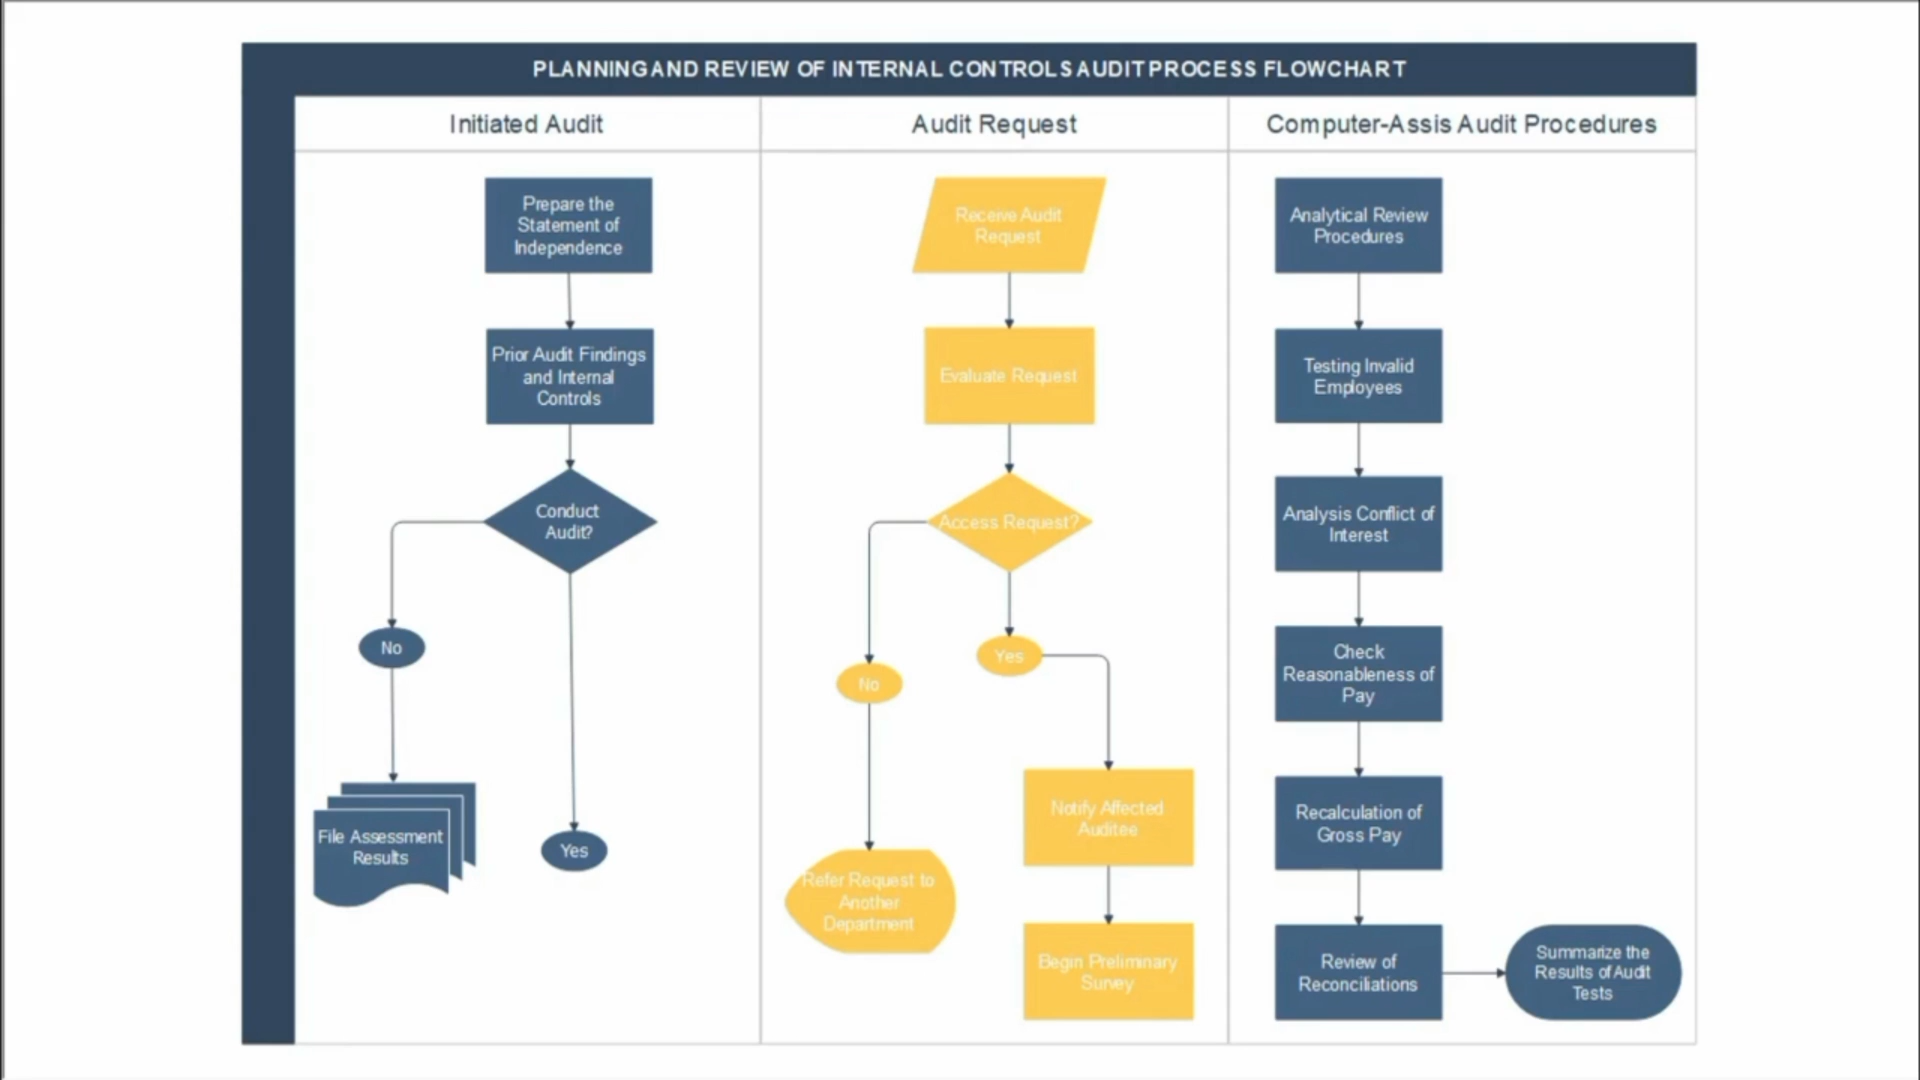 PLANNING AND REVIEW OF INTERNAL CONTROLS AUDIT PROCESS FLOWCHART
Initiated Audit
Audit Request
Computer-Assis Audit Procedures
Prepare the
Statement of
Independence
Prior Audit Findings
and Internal
Controls
Conduct
Audit?
No
File Assessment
Results
Yes
Receive Audit
Request
Evaluate Request
Access Request?
No
Yes
Refer Request to
Another
Department
Notify Affected
Auditee
Begin Preliminary
Survey
Analytical Review
Procedures
Testing Invalid
Employees
Analysis Conflict of
Interest
Check
Reasonableness of
Pay
Recalculation of
Gross Pay
Review of
Reconciliations
Summarize the
Results of Audit
Tests